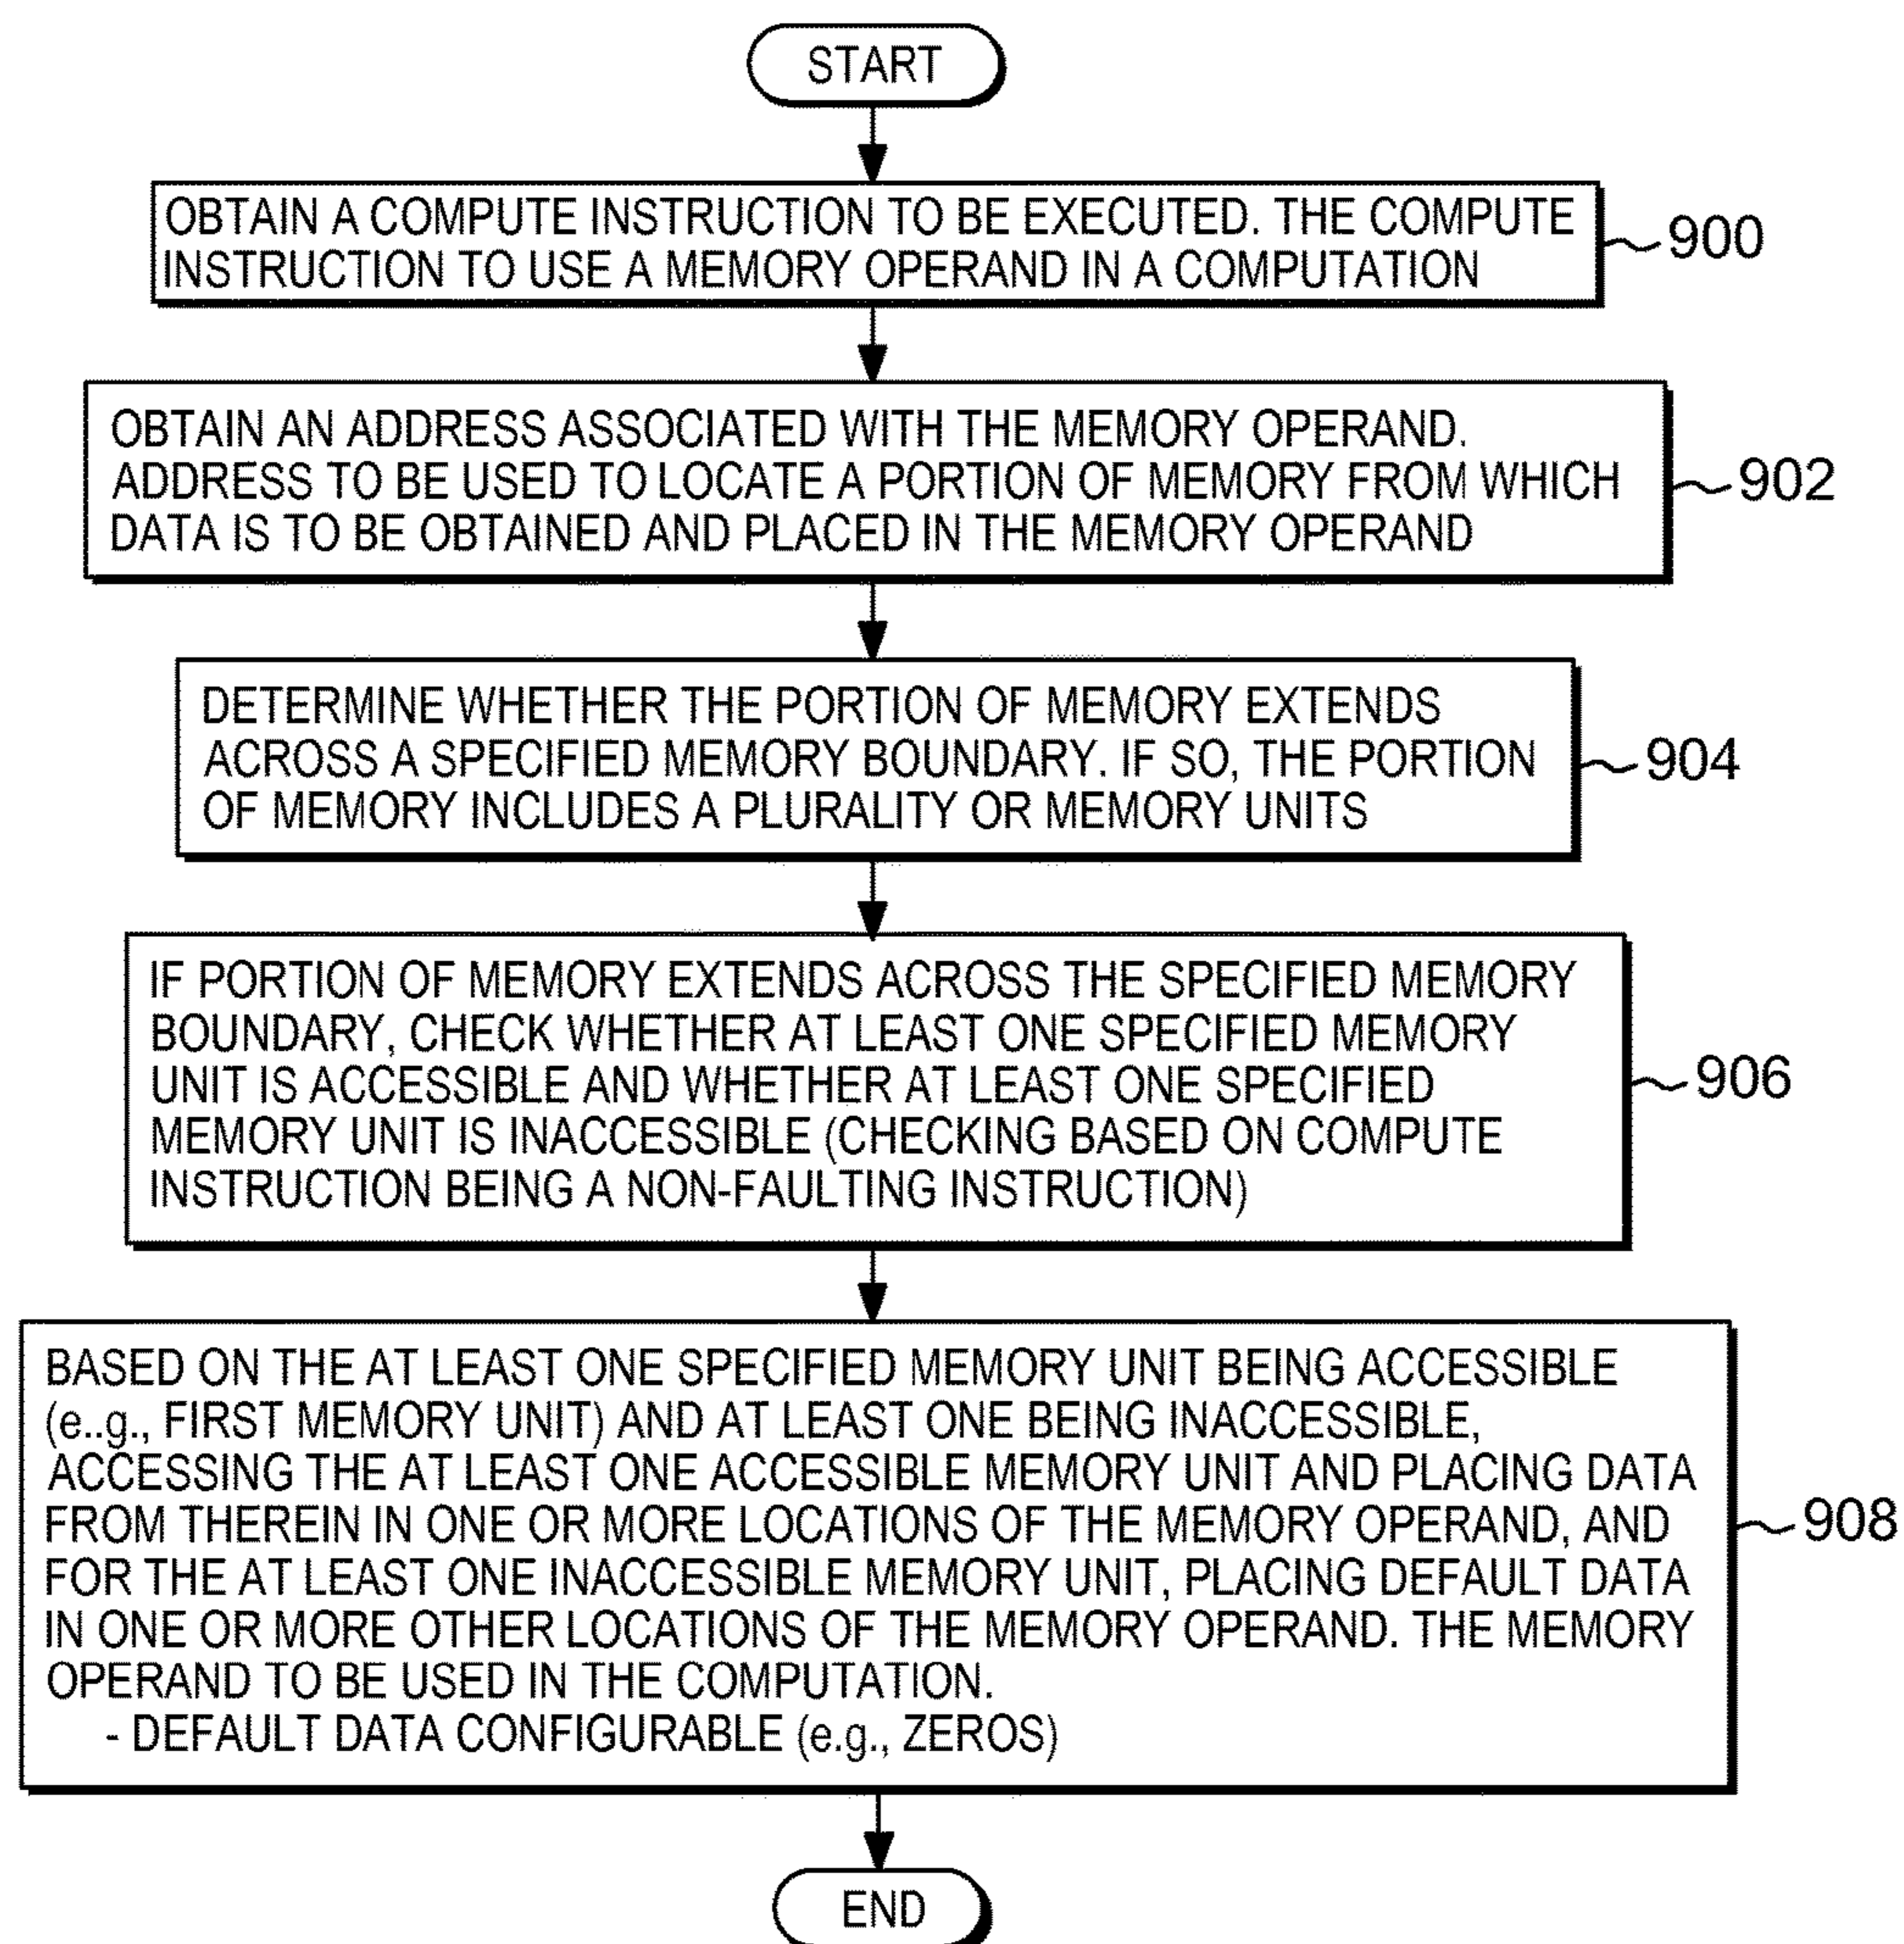 START
OBTAIN A COMPUTE INSTRUCTION TO BE EXECUTED. THE COMPUTE
INSTRUCTION TO USE A MEMORY OPERAND IN A COMPUTATION
900
OBTAIN AN ADDRESS ASSOCIATED WITH THE MEMORY OPERAND.
ADDRESS TO BE USED TO LOCATE A PORTION OF MEMORY FROM WHICH
DATA IS TO BE OBTAINED AND PLACED IN THE MEMORY OPERAND
902
DETERMINE WHETHER THE PORTION OF MEMORY EXTENDS
ACROSS A SPECIFIED MEMORY BOUNDARY. IF SO, THE PORTION
OF MEMORY INCLUDES A PLURALITY OR MEMORY UNITS
904
IF PORTION OF MEMORY EXTENDS ACROSS THE SPECIFIED MEMORY
BOUNDARY, CHECK WHETHER AT LEAST ONE SPECIFIED MEMORY
UNIT IS ACCESSIBLE AND WHETHER AT LEAST ONE SPECIFIED
MEMORY UNIT IS INACCESSIBLE (CHECKING BASED ON COMPUTE
INSTRUCTION BEING A NON-FAULTING INSTRUCTION)
906
BASED ON THE AT LEAST ONE SPECIFIED MEMORY UNIT BEING ACCESSIBLE
(e..g., FIRST MEMORY UNIT) AND AT LEAST ONE BEING INACCESSIBLE,
ACCESSING THE AT LEAST ONE ACCESSIBLE MEMORY UNIT AND PLACING DATA
FROM THEREIN IN ONE OR MORE LOCATIONS OF THE MEMORY OPERAND, AND
FOR THE AT LEAST ONE INACCESSIBLE MEMORY UNIT, PLACING DEFAULT DATA
IN ONE OR MORE OTHER LOCATIONS OF THE MEMORY OPERAND. THE MEMORY
OPERAND TO BE USED IN THE COMPUTATION.
- DEFAULT DATA CONFIGURABLE (e.g., ZEROS)
908
END